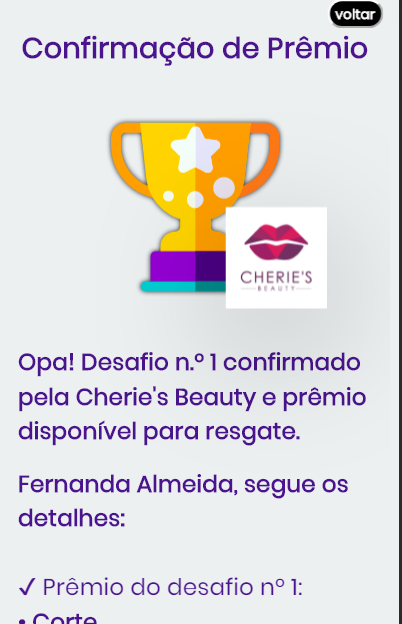 voltar
Confirmação de Prêmio
CHERIE'S
BEAUTY
Opa! Desafio n.º 1 confirmado
pela Cherie's Beauty e prêmio
disponível para resgate.
Fernanda Almeida, segue os
detalhes:
✓ Prêmio do desafio nº 1:
• Corte